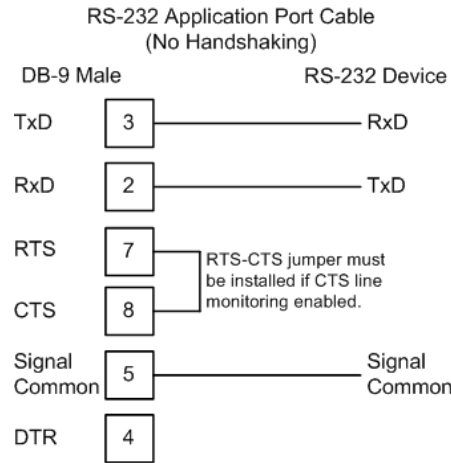 RS-232 Application Port Cable
(No Handshaking)
DB-9 Male RS-232 Device
TxD 3 RxD
RxD 2 TxD
RTS 7
RTS-CTS jumper must
be installed if CTS line
monitoring enabled.
CTS 8
Signal Common 5 Signal Common
DTR 4